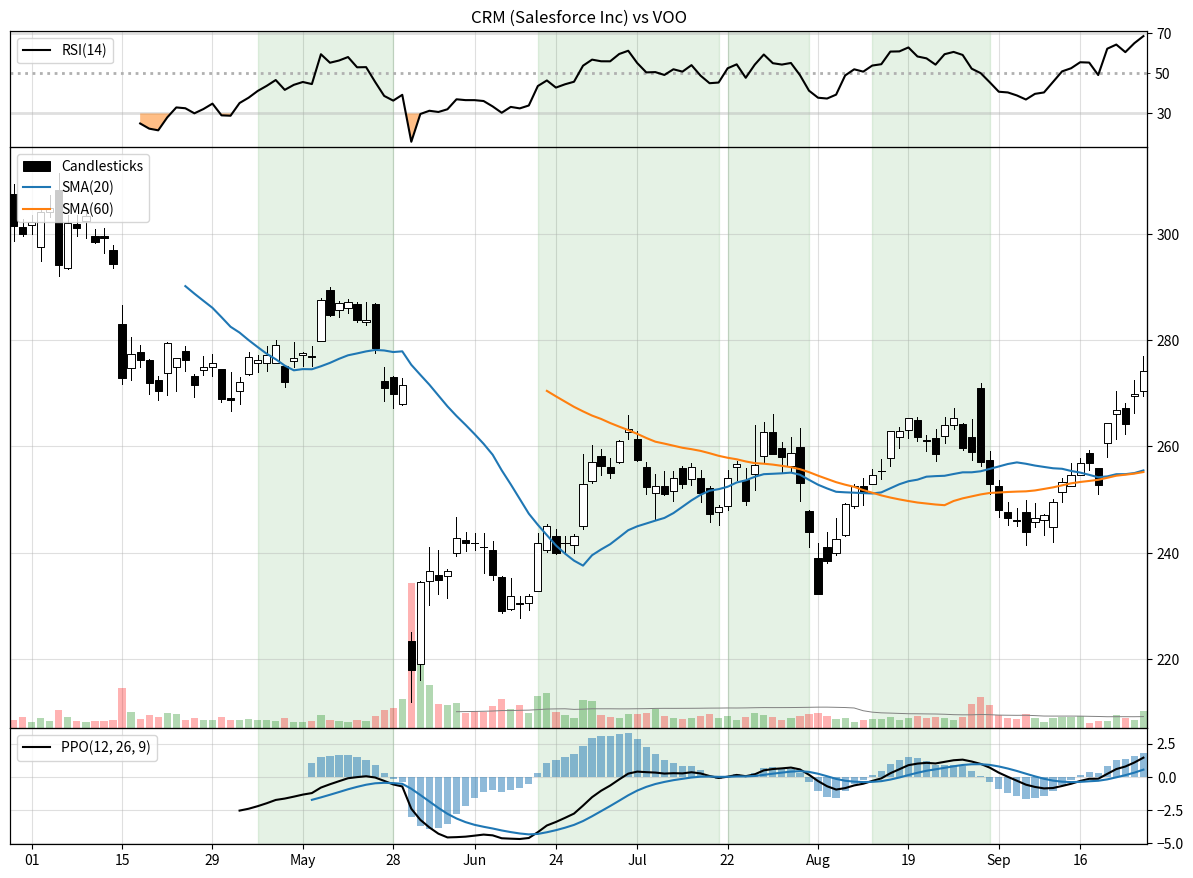 CRM (Salesforce Inc) vs VOO
RSI(14)
70
50
30
Candlesticks
SMA(20)
SMA(60)
300
280
260
240
220
PPO(12, 26, 9)
2.5
0.0
−2.5
−5.0
01 15 29 May 28 Jun 24 Jul 22 Aug 19 Sep 16